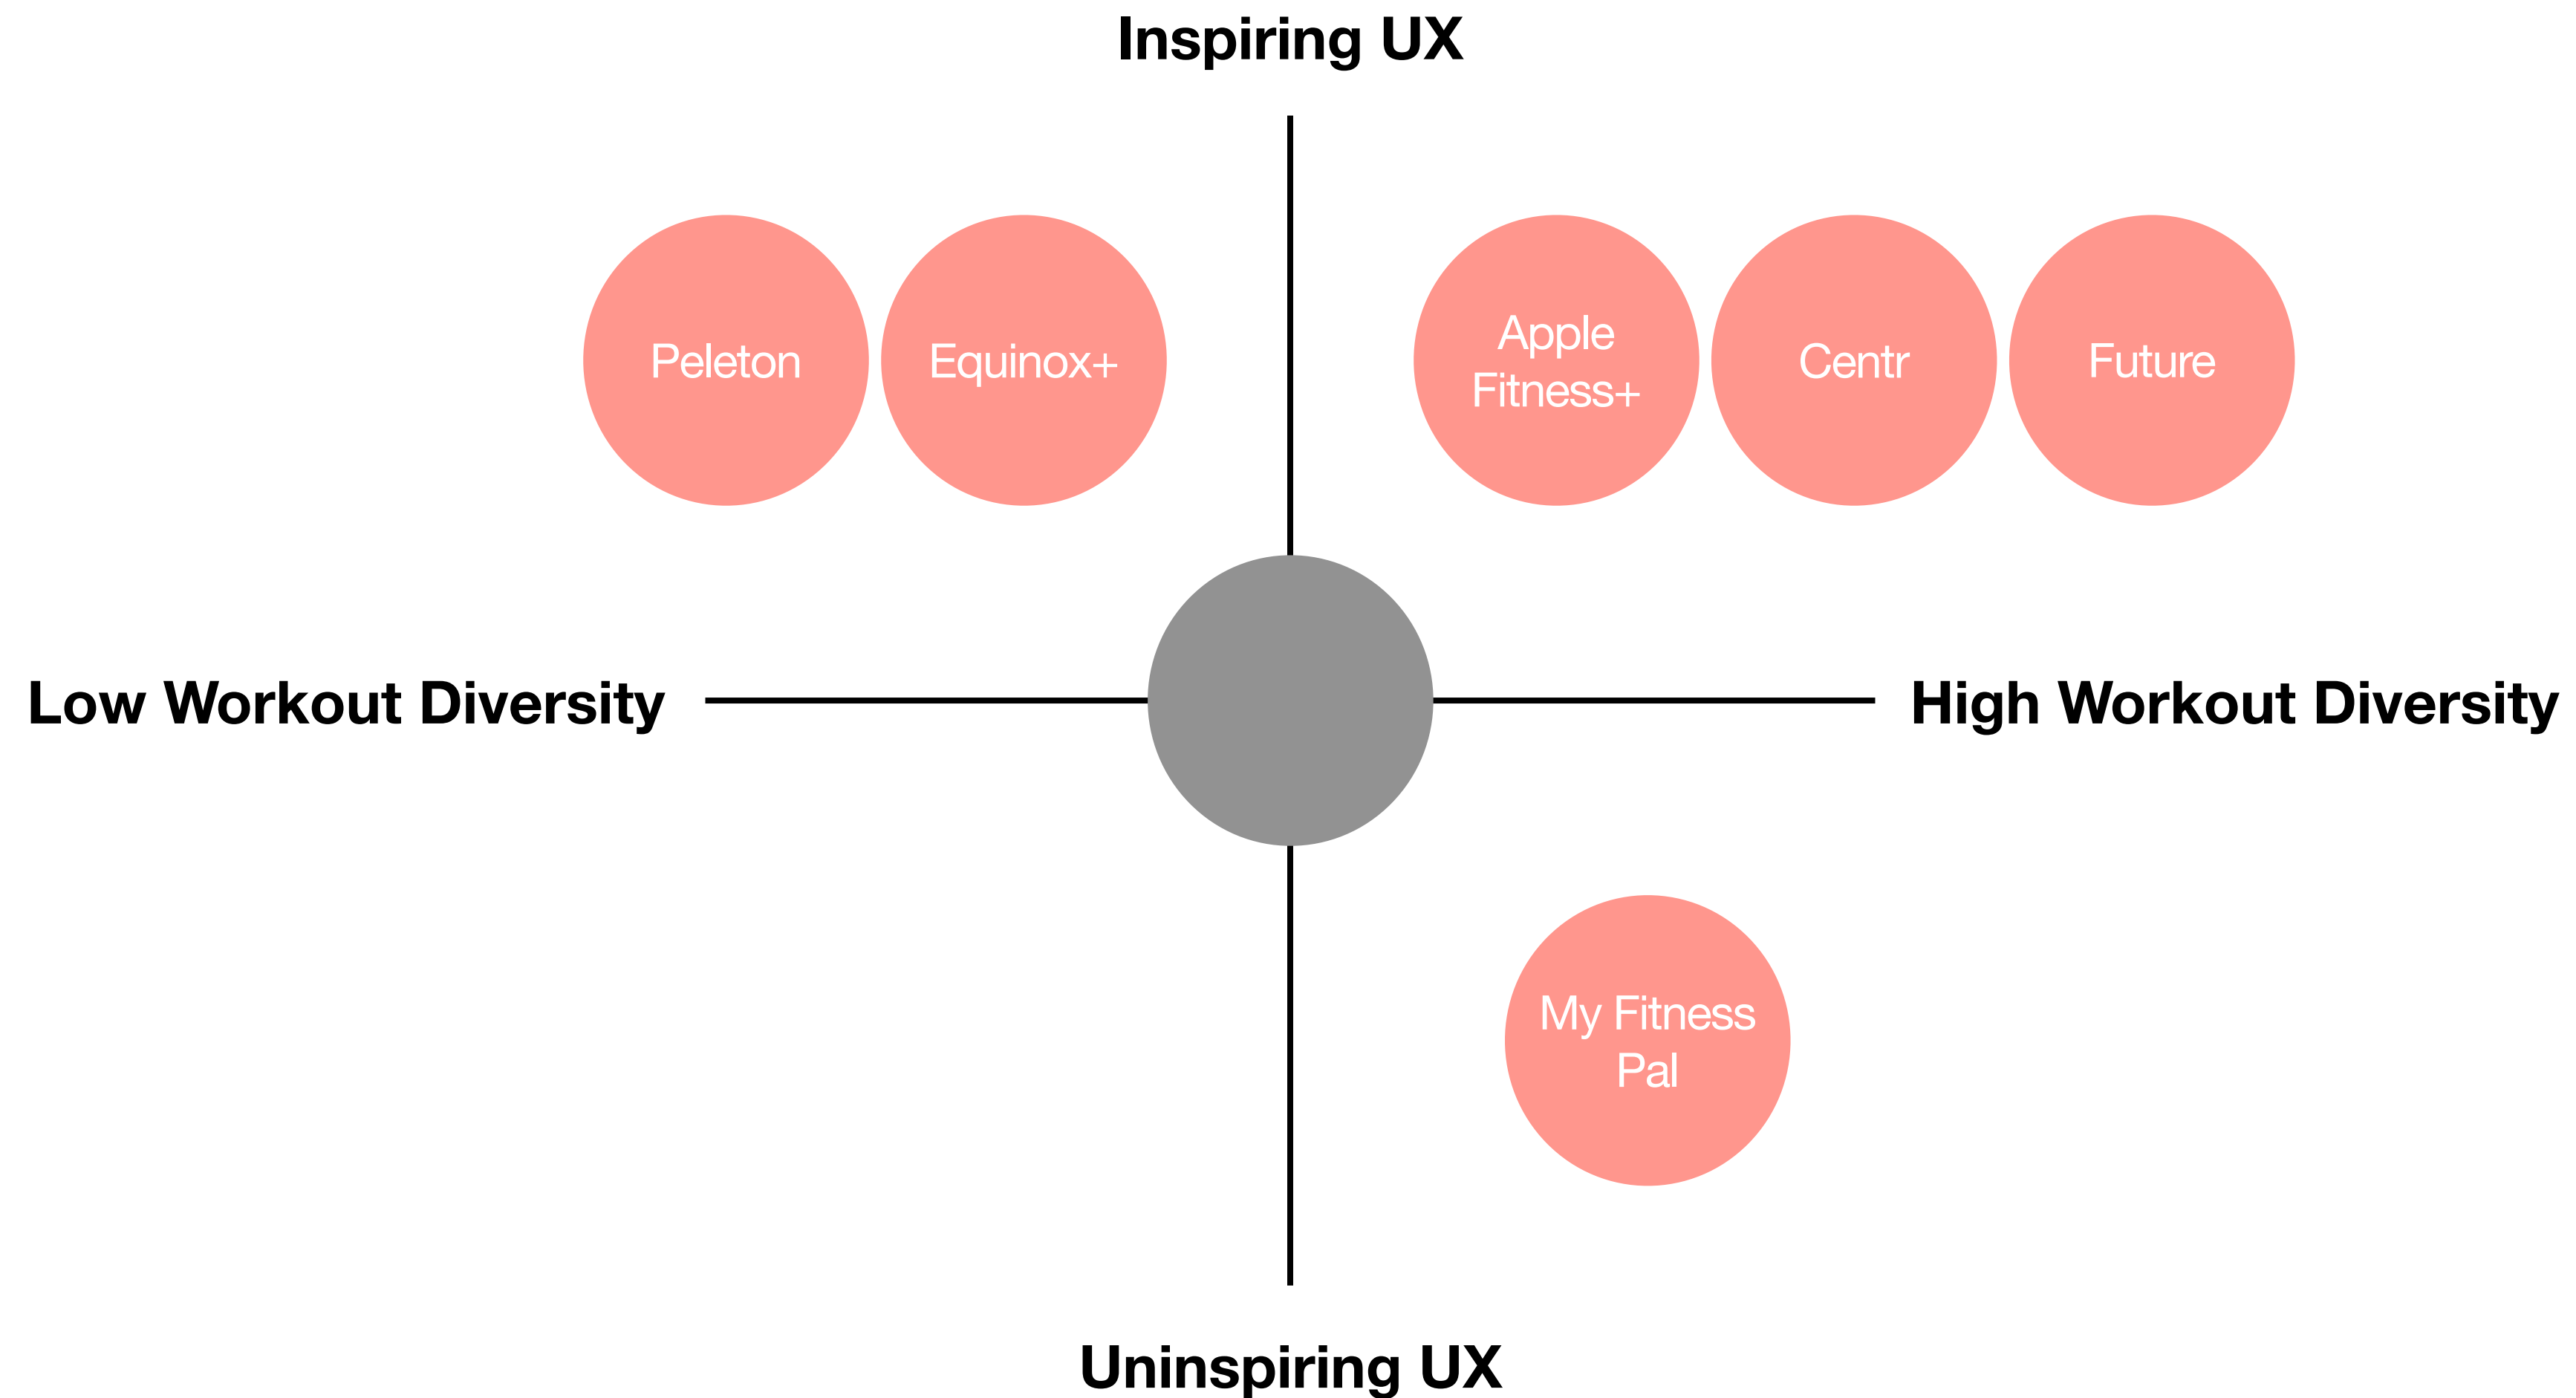 Inspiring UX
Peleton
Equinox+
Apple
Fitness+
Centr
Future
Low Workout Diversity
High Workout Diversity
My Fitness
Pal
Uninspiring UX